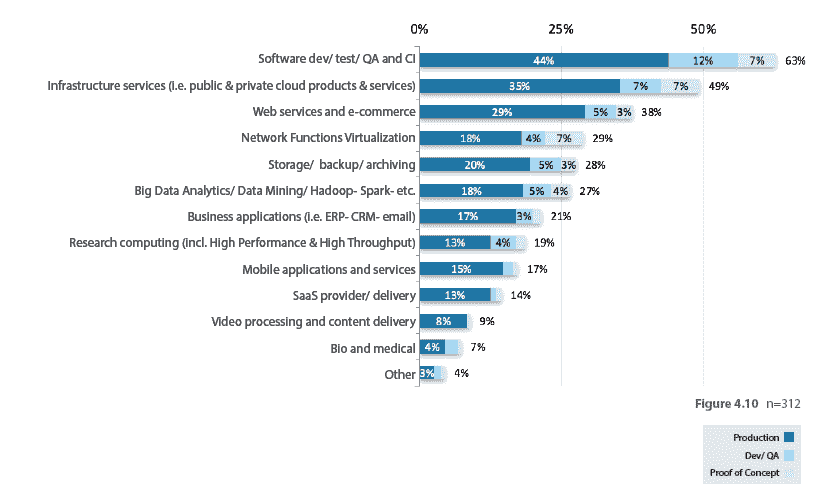 0% 25% 50%
Software dev/ test/ QA and CI 44% 12% 7% 63%
Infrastructure services (i.e. public & private cloud products & services) 35% 7% 7% 49%
Web services and e-commerce 29% 5% 3% 38%
Network Functions Virtualization 18% 4% 7% 29%
Storage/ backup/ archiving 20% 5% 3% 28%
Big Data Analytics/ Data Mining/ Hadoop- Spark- etc. 18% 5% 4% 27%
Business applications (i.e. ERP- CRM- email) 17% 3% 21%
Research computing (incl. High Performance & High Throughput) 13% 4% 19%
Mobile applications and services 15% 17%
SaaS provider/ delivery 13% 14%
Video processing and content delivery 8% 9%
Bio and medical 4% 7%
Other 3% 4%
Figure 4.10 n=312
Production
Dev/ QA
Proof of Concept